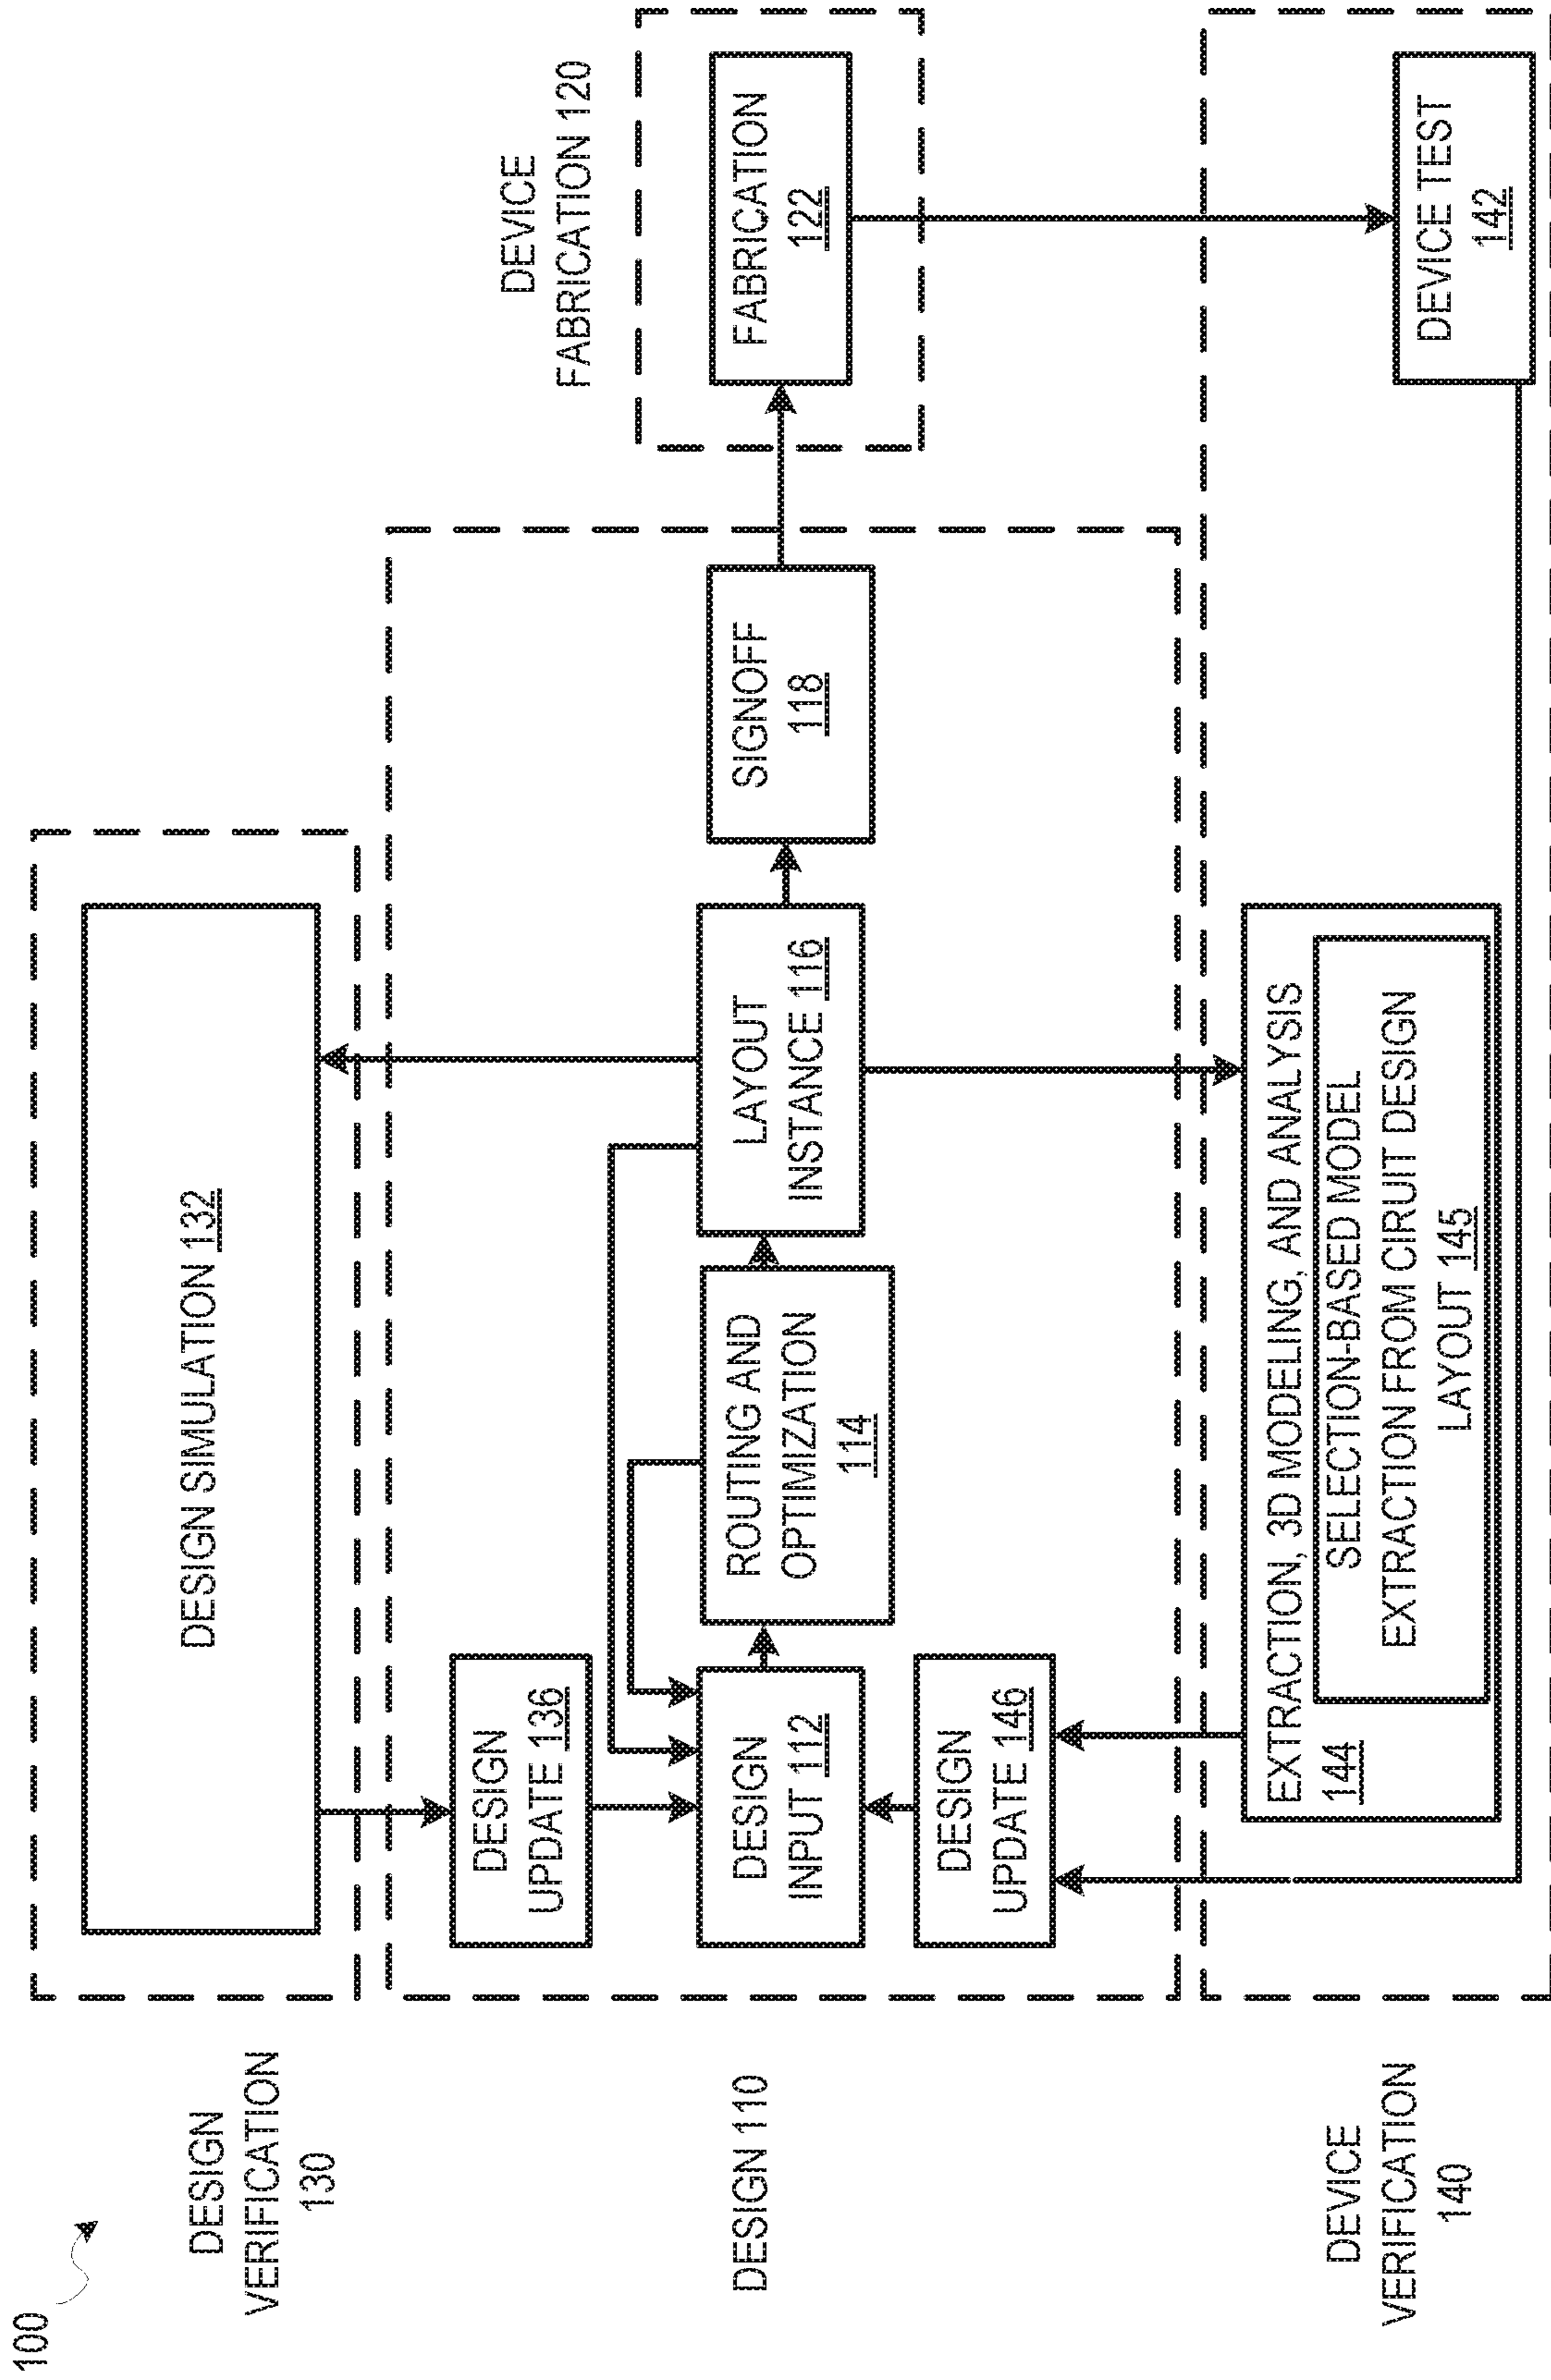 100
DESIGN
VERIFICATION
130
DESIGN SIMULATION 132
DEVICE
FABRICATION 120
DESIGN
UPDATE 136
DESIGN 110
DESIGN
INPUT 112
ROUTING AND
OPTIMIZATION
114
LAYOUT
INSTANCE 116
SIGNOFF
118
FABRICATION
122
DESIGN
UPDATE 146
DEVICE
VERIFICATION
140
EXTRACTION, 3D MODELING, AND ANALYSIS
144
SELECTION-BASED MODEL
EXTRACTION FROM CIRUIT DESIGN
LAYOUT 145
DEVICE TEST
142